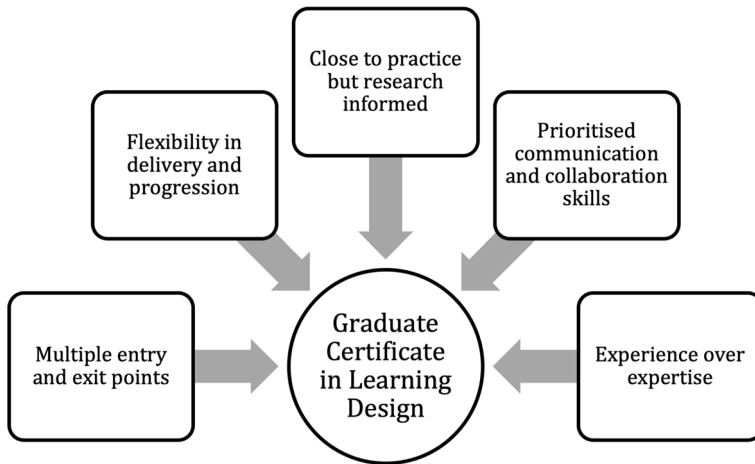 Close to practice
but research
informed
Flexibility in
delivery and
progression
Prioritised
communication
and collaboration
skills
Multiple entry
and exit points
Graduate
Certificate
in Learning
Design
Experience over
expertise